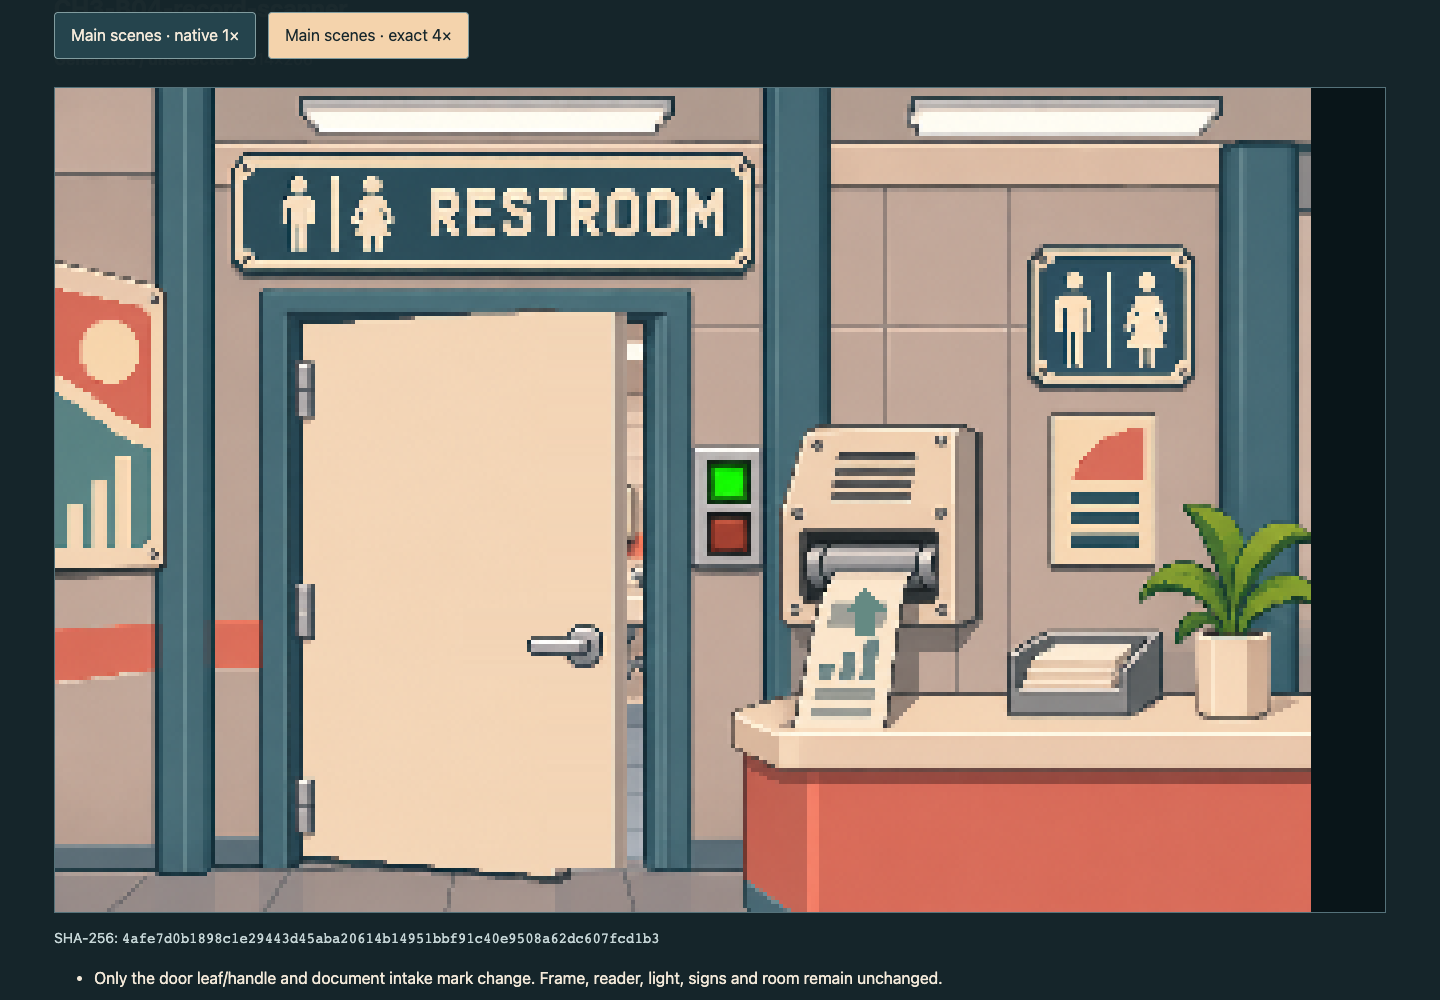 Main scenes · native 1×
Main scenes · exact 4×
RESTROOM
SHA-256: 4afe7d0b1898c1e29443d45aba20614b14951bbf91c40e9508a62dc607fcd1b3
• Only the door leaf/handle and document intake mark change. Frame, reader, light, signs and room remain unchanged.